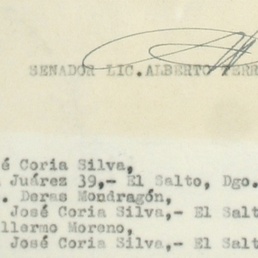 SENADOR LIC. ALBERTO TERR
é Coria Silva,
Juárez 39,- El Salto, Dgo.
. Deras Mondragón,
José Coria Silva,- El Salt
llermo Moreno,
José Coria Silva,- El Salt